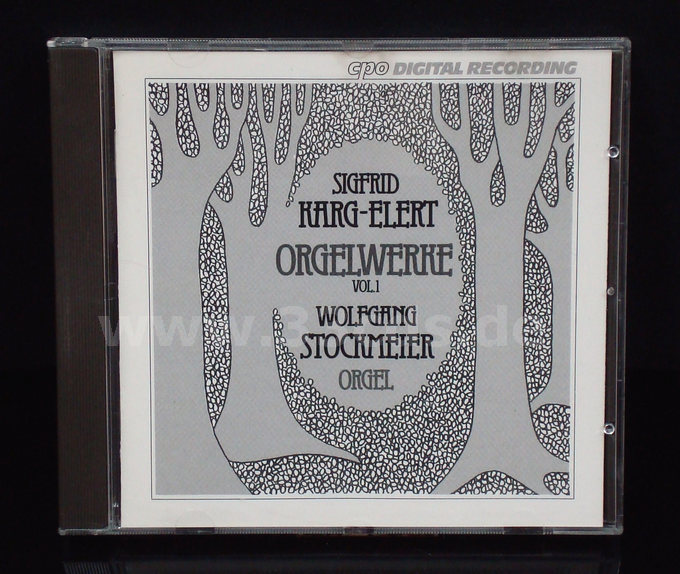 cpo DIGITAL RECORDING
SIGFRID
KARG-ELERT
ORGELWERKE
VOL.1
WOLFGANG
STOCKMEIER
ORGEL